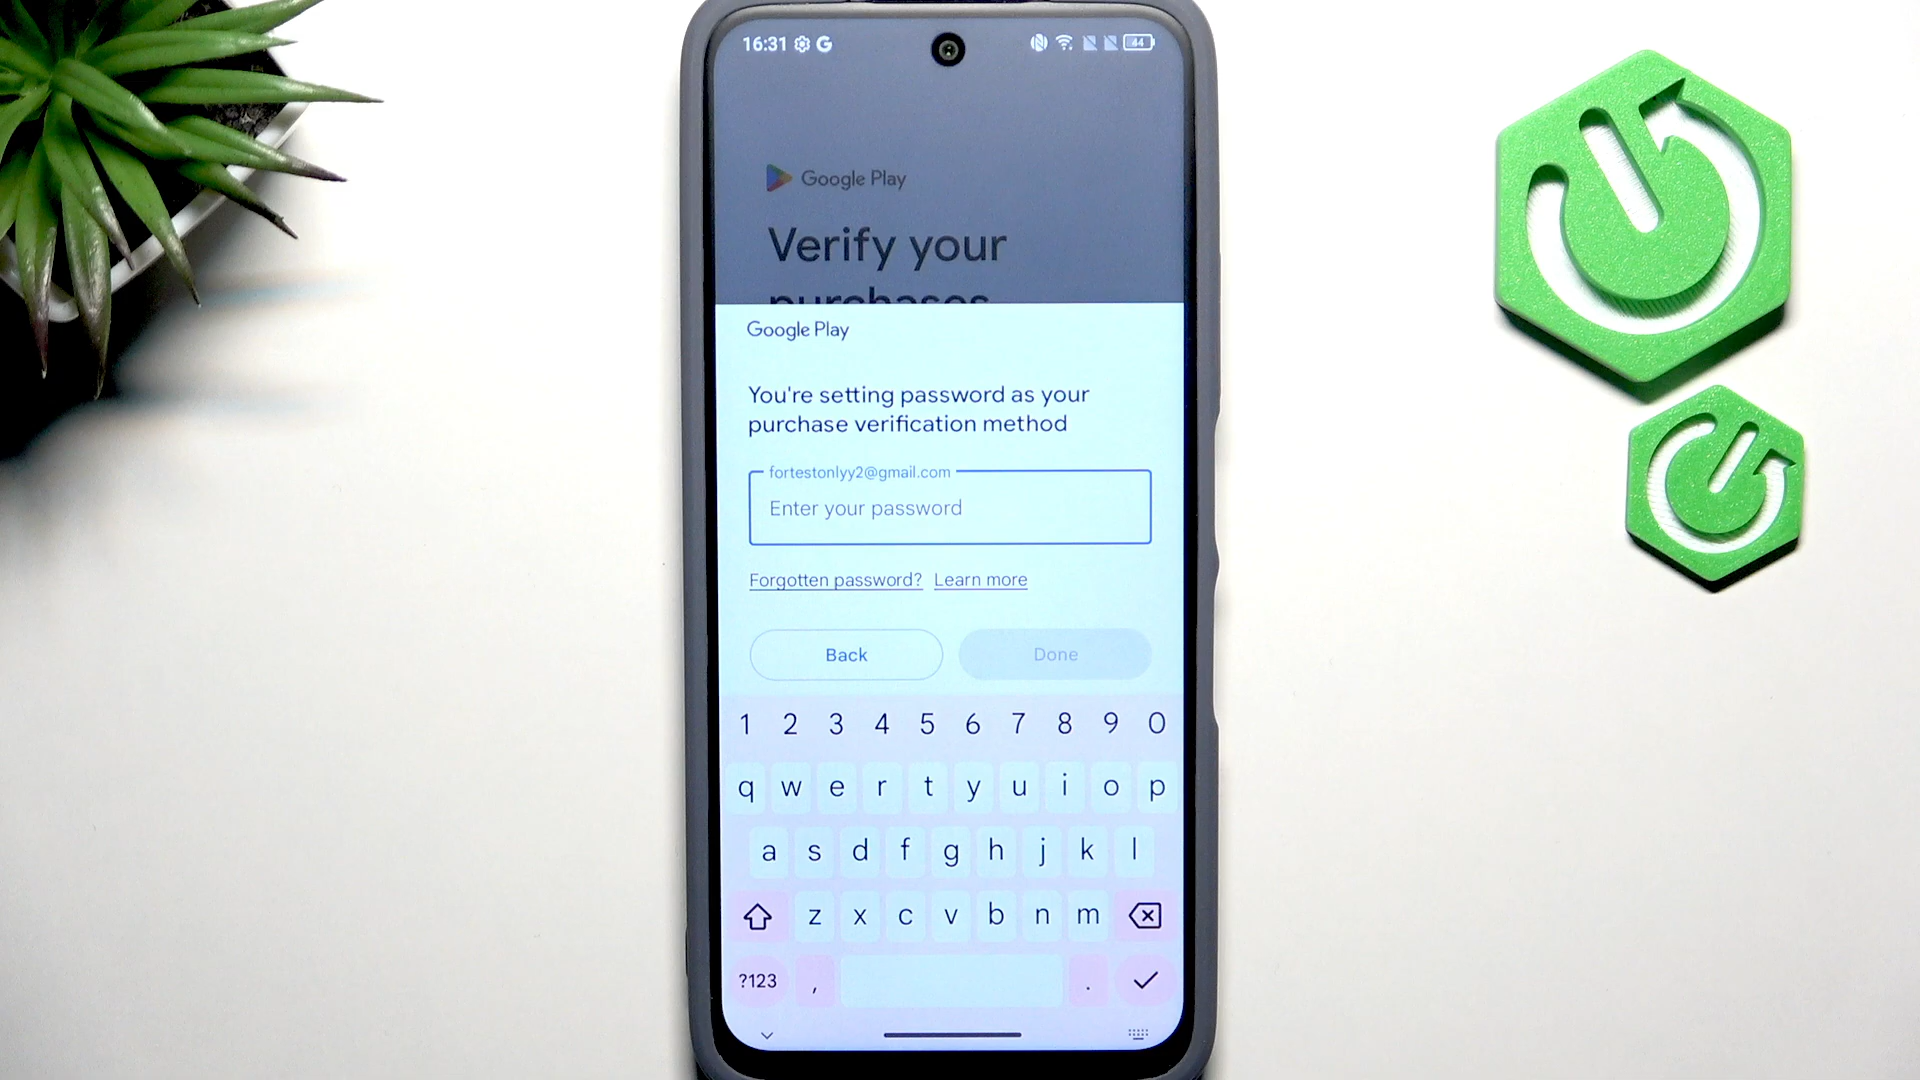 16:31
44
Google Play
Verify your
purchases
Google Play
You're setting password as your
purchase verification method
fortestonlyy2@gmail.com
Enter your password
Forgotten password? Learn more
Back Done
1 2 3 4 5 6 7 8 9 0
q w e r t y u i o p
a s d f g h j k l
z x c v b n m
?123 , .